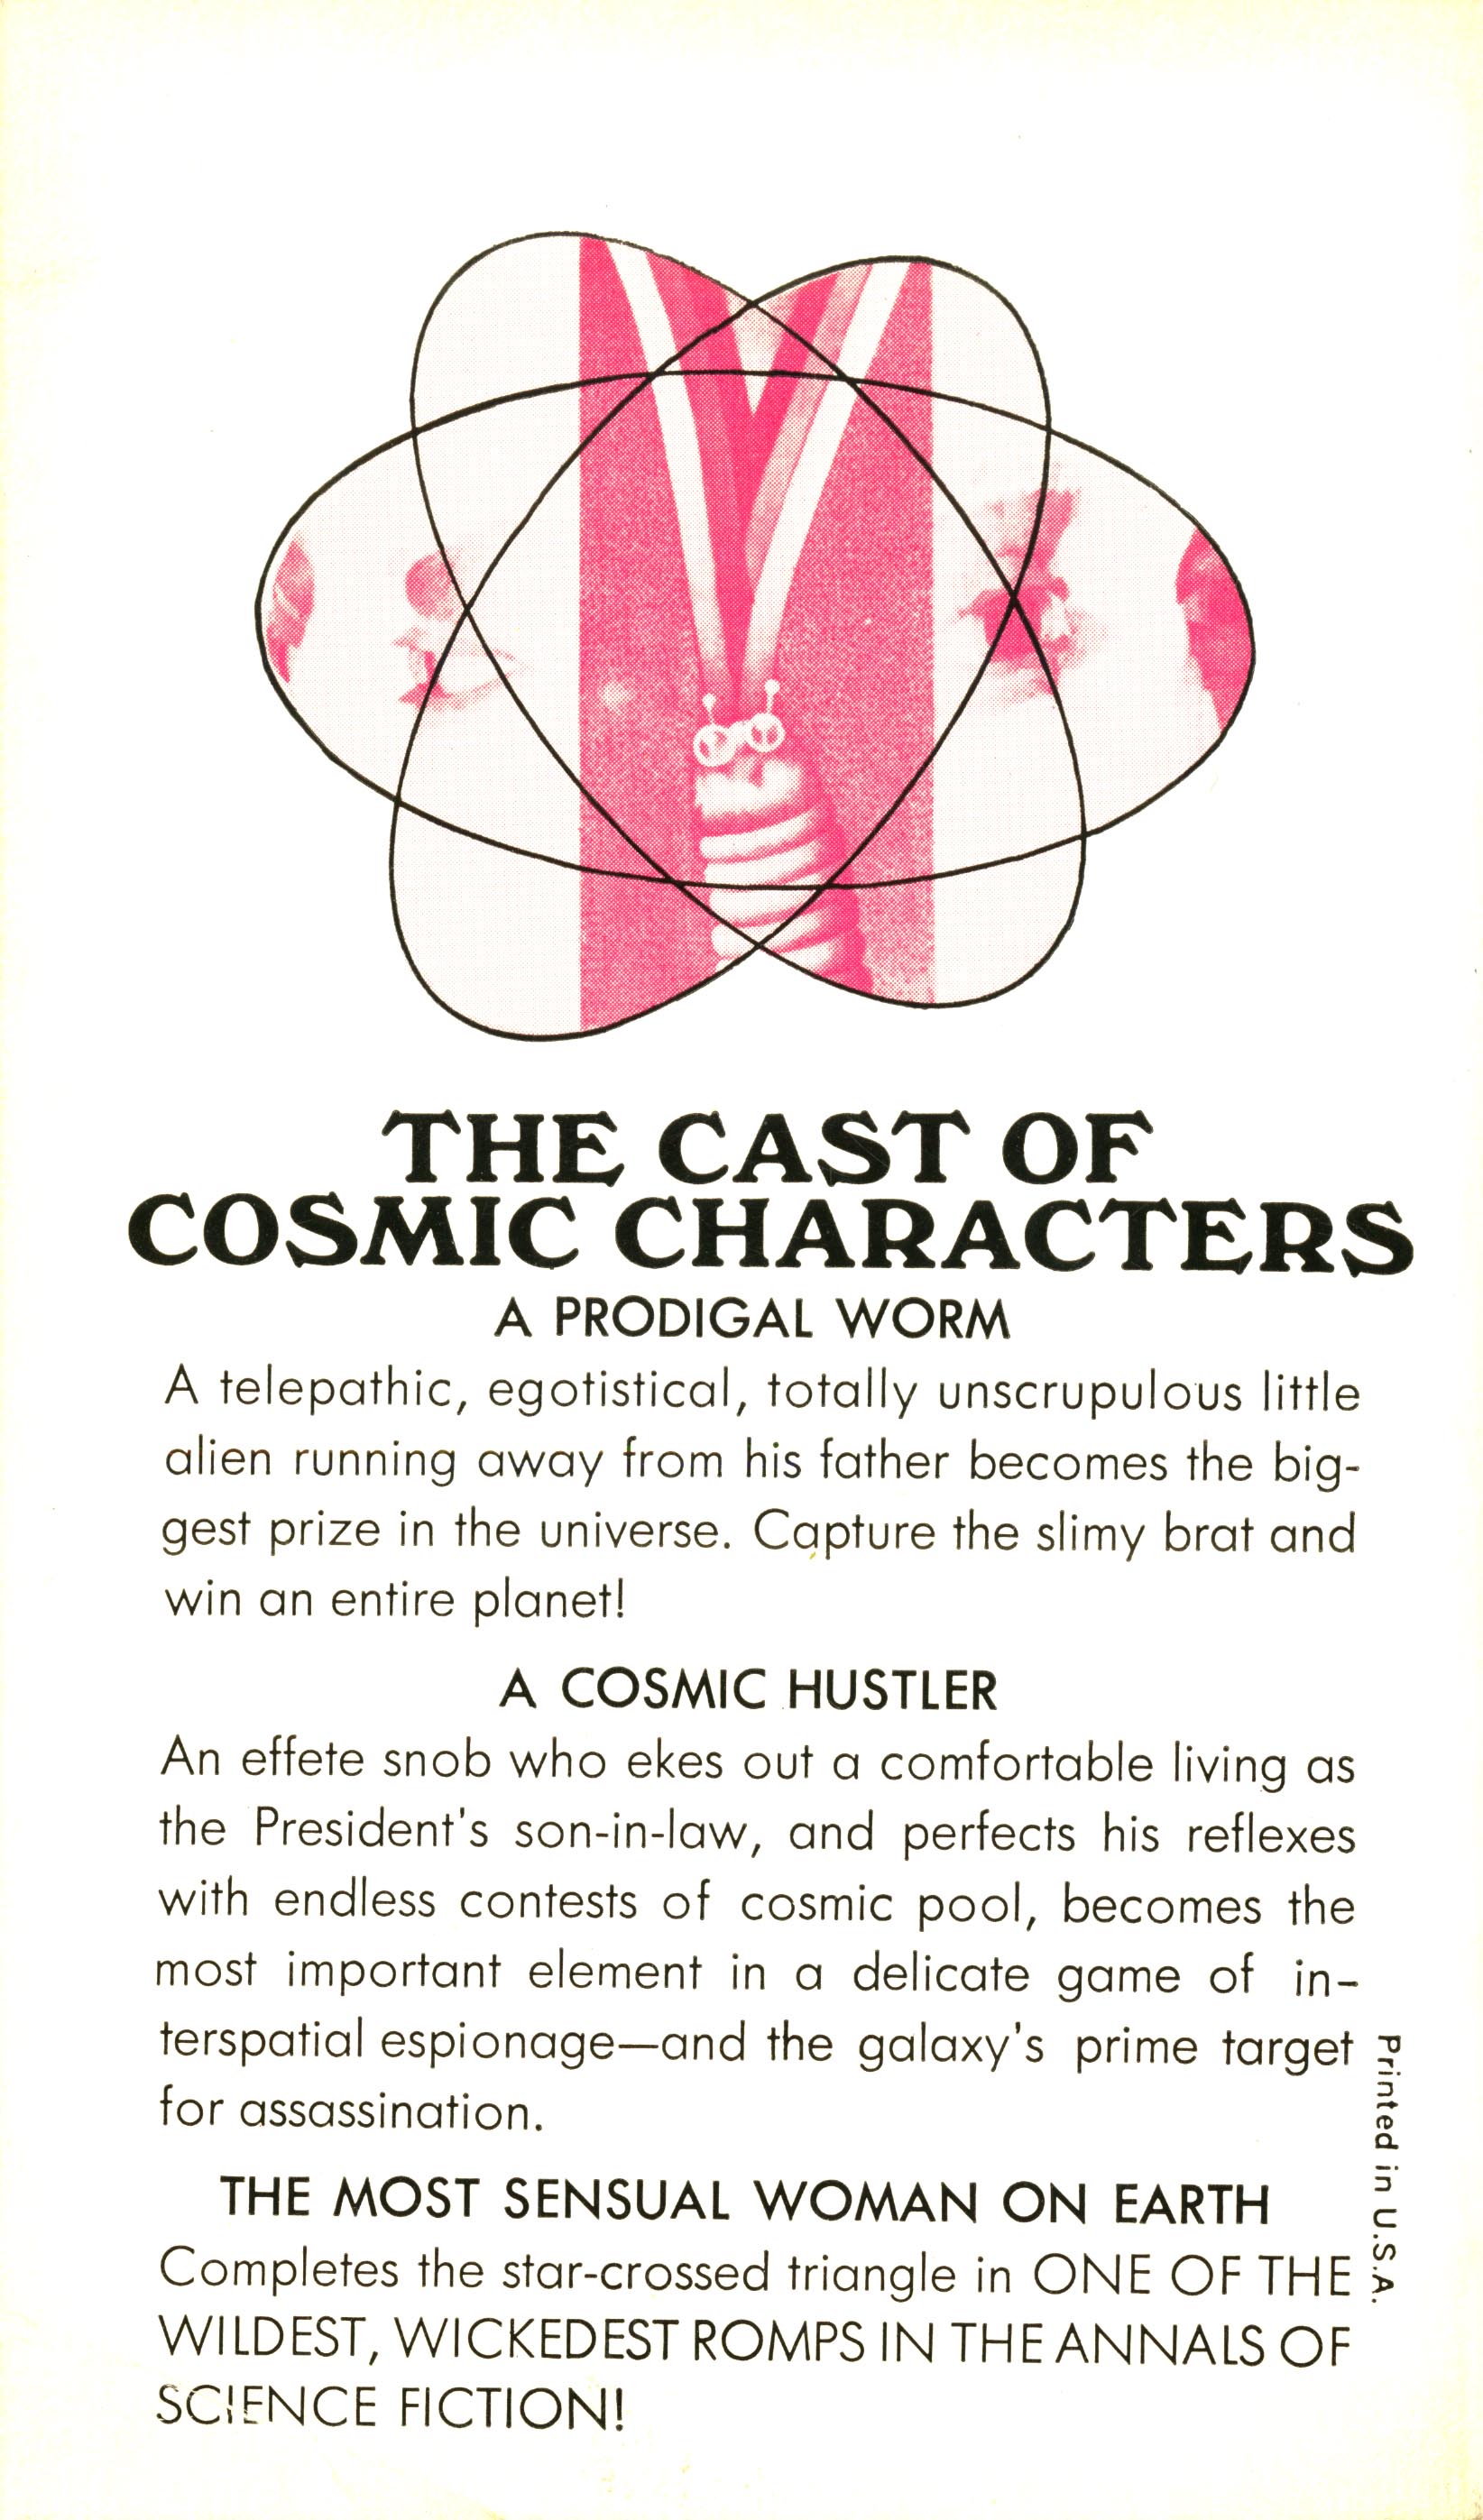 THE CAST OF
COSMIC CHARACTERS
A PRODIGAL WORM
A telepathic, egotistical, totally unscrupulous little
alien running away from his father becomes the big-
gest prize in the universe. Capture the slimy brat and
win an entire planet!
A COSMIC HUSTLER
An effete snob who ekes out a comfortable living as
the President's son-in-law, and perfects his reflexes
with endless contests of cosmic pool, becomes the
most important element in a delicate game of in-
terspatial espionage—and the galaxy's prime target
for assassination.
THE MOST SENSUAL WOMAN ON EARTH
Completes the star-crossed triangle in ONE OF THE
WILDEST, WICKEDEST ROMPS IN THE ANNALS OF
SCIENCE FICTION!
Printed in U.S.A.